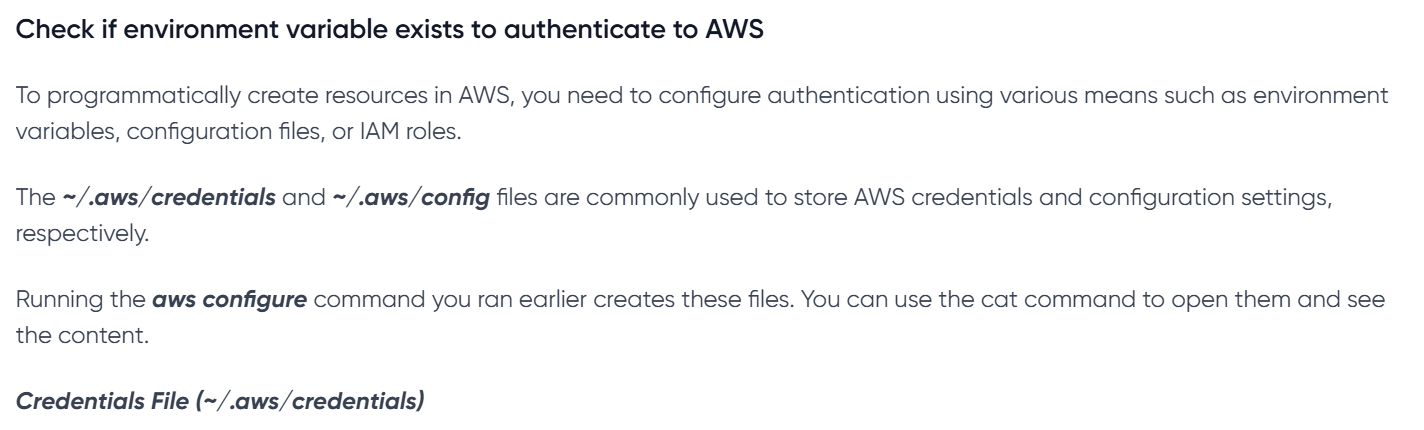 Check if environment variable exists to authenticate to AWS
To programmatically create resources in AWS, you need to configure authentication using various means such as environment
variables, configuration files, or IAM roles.
The ~/.aws/credentials and ~/.aws/config files are commonly used to store AWS credentials and configuration settings,
respectively.
Running the aws configure command you ran earlier creates these files. You can use the cat command to open them and see
the content.
Credentials File (~/.aws/credentials)